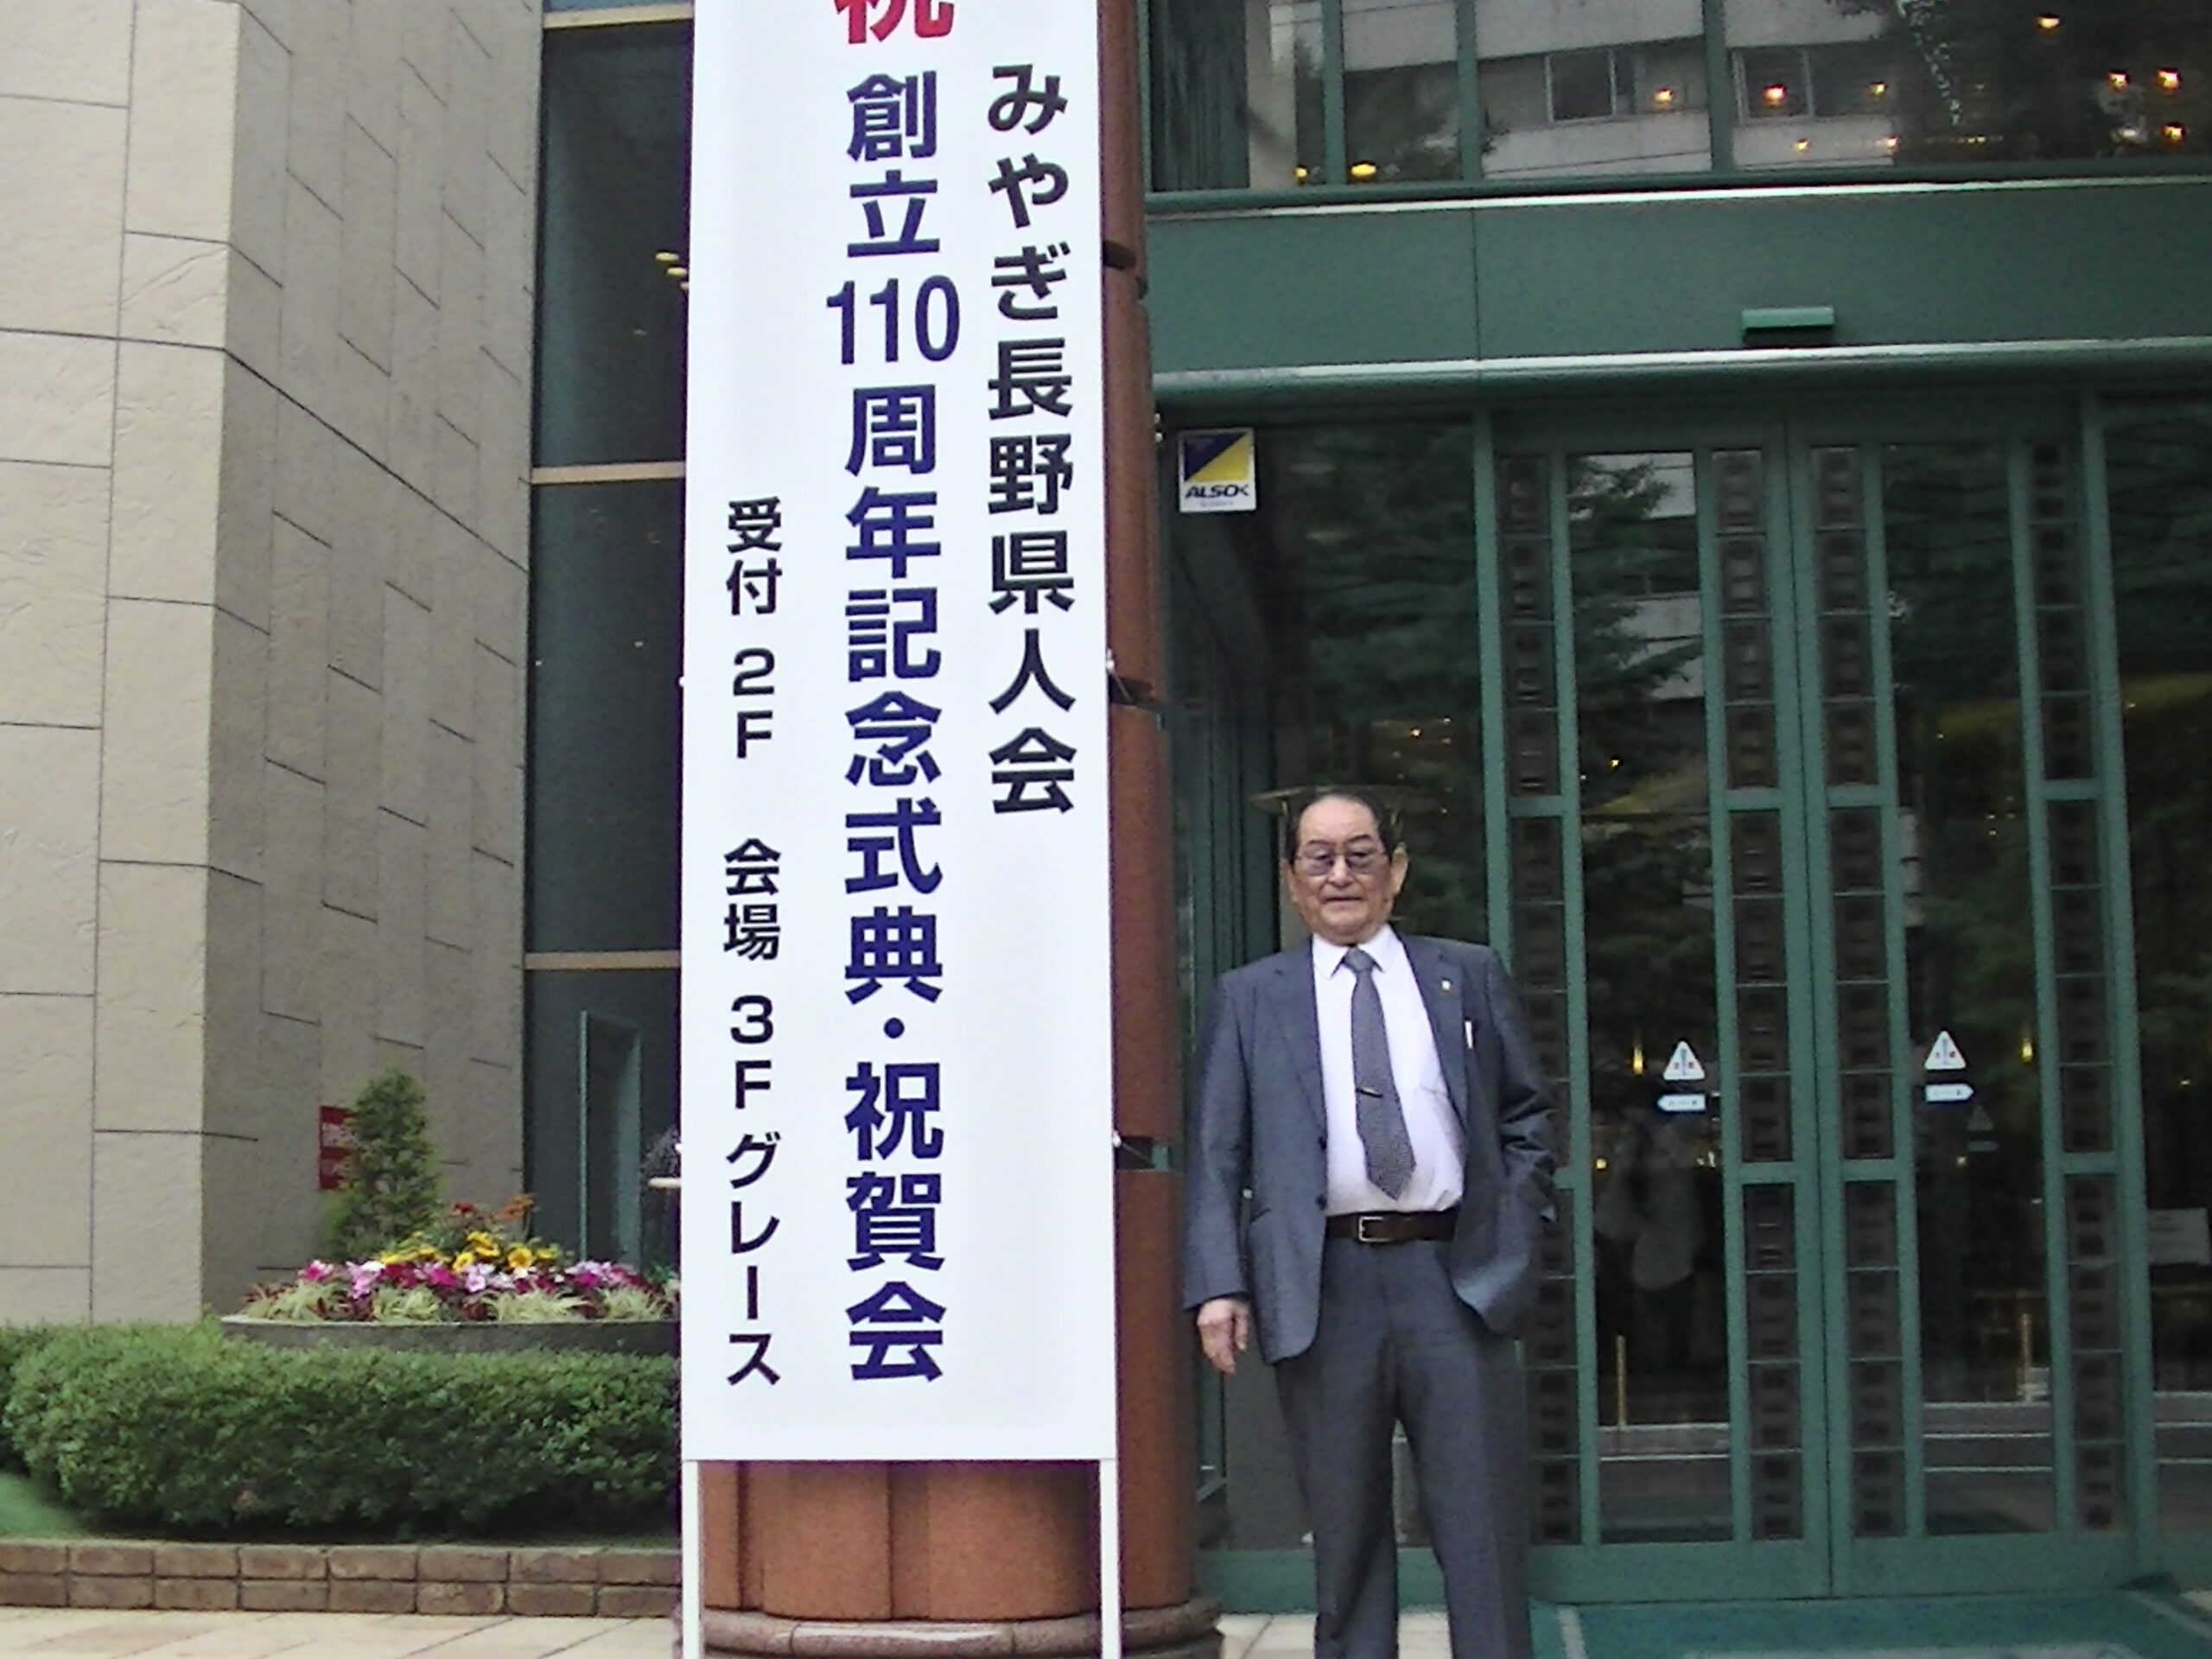 みやぎ長野県人会
祝 創立110周年記念式典・祝賀会
受付 2F 会場 3F グレース
ALSOK